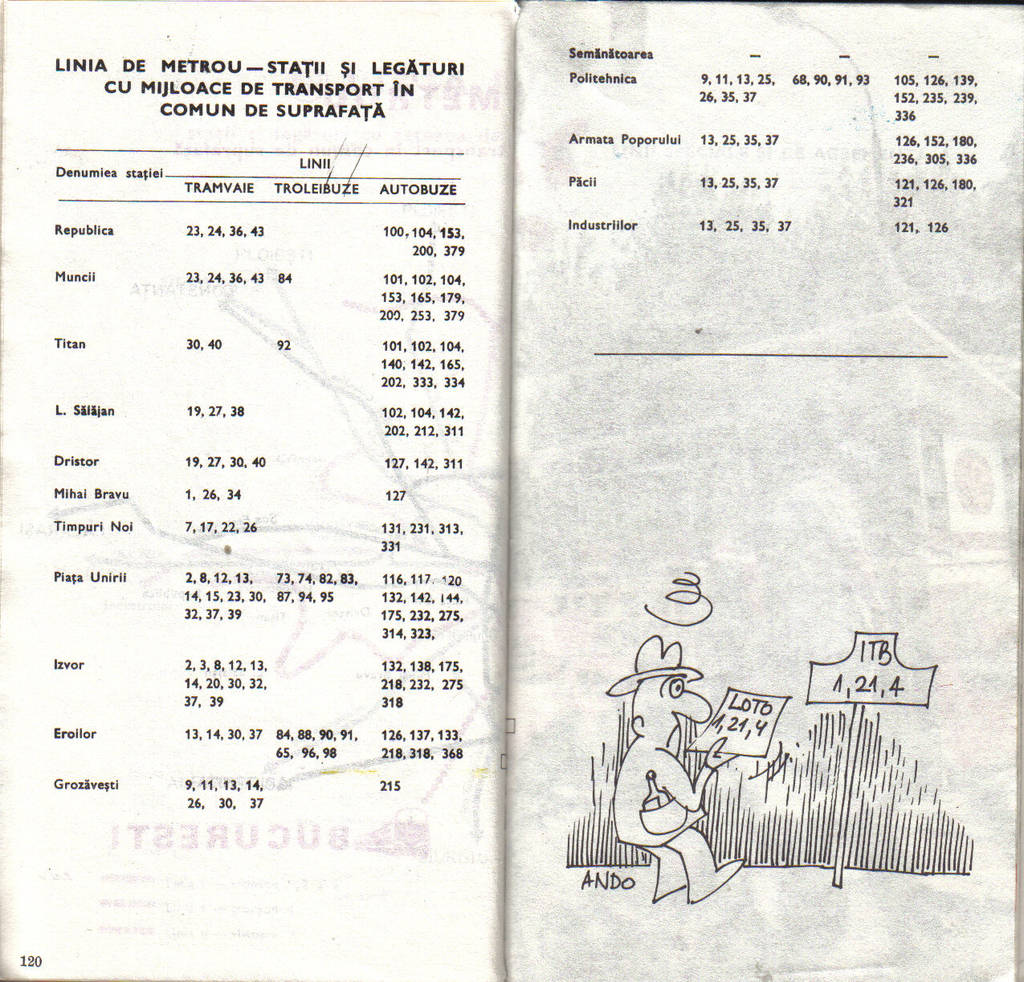 LINIA DE METROU—STAȚII ȘI LEGĂTURI
CU MIJLOACE DE TRANSPORT ÎN
COMUN DE SUPRAFAȚĂ
LINII
Denumiea stației
TRAMVAIE TROLEIBUZE AUTOBUZE
Republica 23, 24, 36, 43 100, 104, 153,
200, 379
Muncii 23, 24, 36, 43 84 101, 102, 104,
153, 165, 179,
200, 253, 379
Titan 30, 40 92 101, 102, 104,
140, 142, 165,
202, 333, 334
L. Sălăjan 19, 27, 38 102, 104, 142,
202, 212, 311
Dristor 19, 27, 30, 40 127, 142, 311
Mihai Bravu 1, 26, 34 127
Timpuri Noi 7, 17, 22, 26 131, 231, 313,
331
Piața Unirii 2, 8, 12, 13, 73, 74, 82, 83, 116, 117 120
14, 15, 23, 30, 87, 94, 95 132, 142, 144,
32, 37, 39 175, 232, 275,
314, 323,
Izvor 2, 3, 8, 12, 13, 132, 138, 175,
14, 20, 30, 32, 218, 232, 275
37, 39 318
Eroilor 13, 14, 30, 37 84, 88, 90, 91, 126, 137, 133,
65, 96, 98 218, 318, 368
Grozăvești 9, 11, 13, 14, 215
26, 30, 37
120
Semănătoarea — — —
Politehnica 9, 11, 13, 25, 68, 90, 91, 93 105, 126, 139,
26, 35, 37 152, 235, 239,
336
Armata Poporului 13, 25, 35, 37 126, 152, 180,
236, 305, 336
Păcii 13, 25, 35, 37 121, 126, 180,
321
Industriilor 13, 25, 35, 37 121, 126
ITB
1, 21, 4
LOTO
1, 21, 4
ANDO